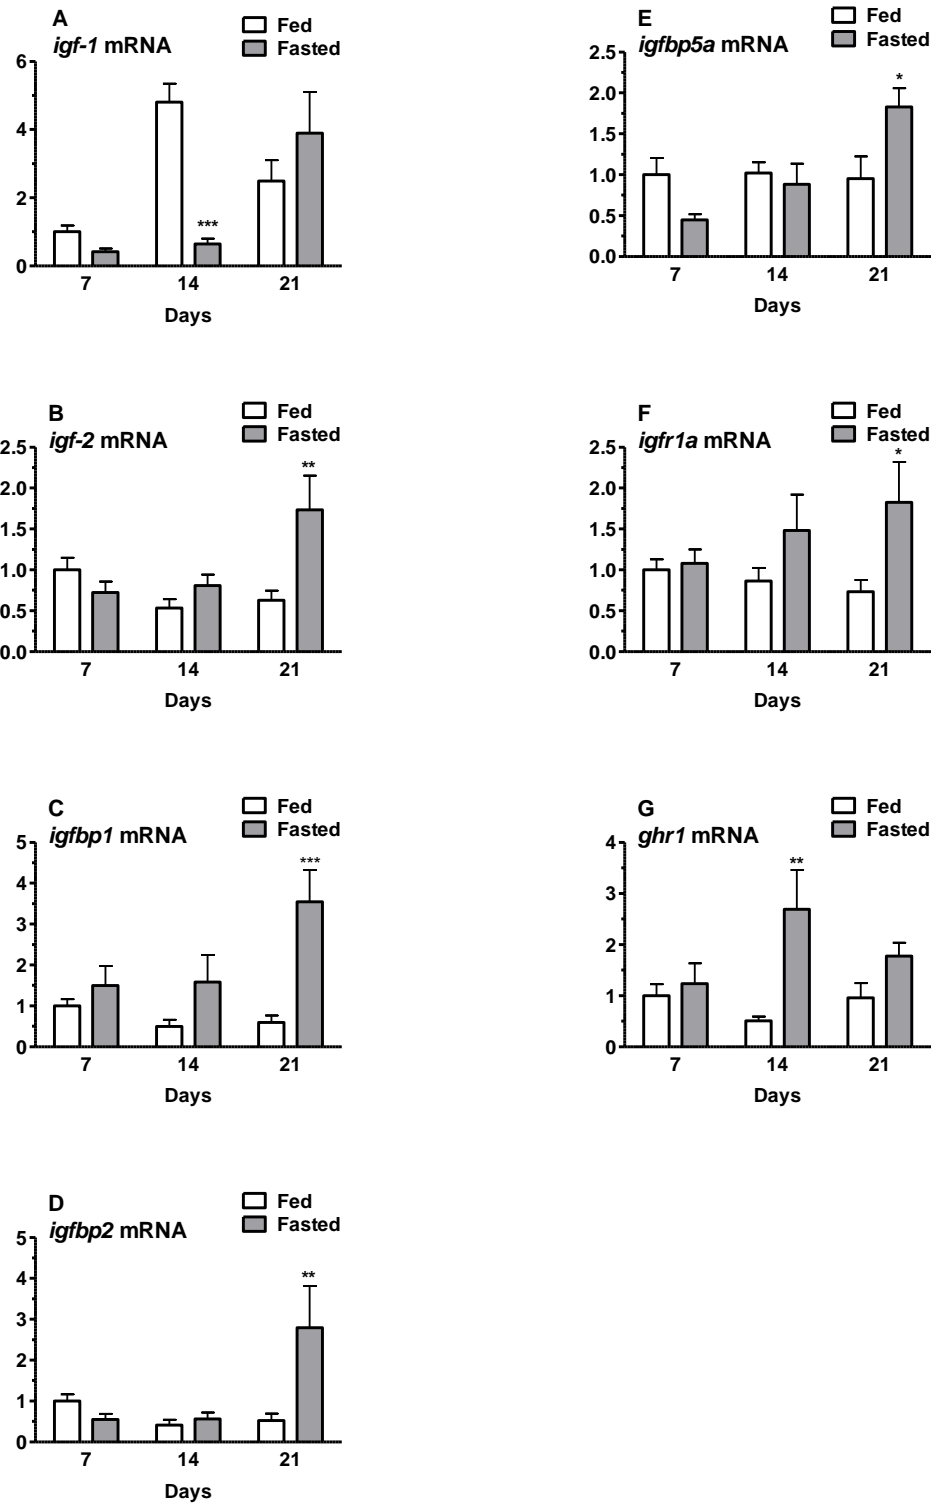 A
igf-1 mRNA
Fed
Fasted
6
4
2
0
***
7 14 21
Days
E
igfbp5a mRNA
Fed
Fasted
2.5
2.0
1.5
1.0
0.5
0.0
*
7 14 21
Days
B
igf-2 mRNA
Fed
Fasted
2.5
2.0
1.5
1.0
0.5
0.0
**
7 14 21
Days
F
igfr1a mRNA
Fed
Fasted
2.5
2.0
1.5
1.0
0.5
0.0
*
7 14 21
Days
C
igfbp1 mRNA
Fed
Fasted
5
4
3
2
1
0
***
7 14 21
Days
G
ghr1 mRNA
Fed
Fasted
4
3
2
1
0
**
7 14 21
Days
D
igfbp2 mRNA
Fed
Fasted
5
4
3
2
1
0
**
7 14 21
Days